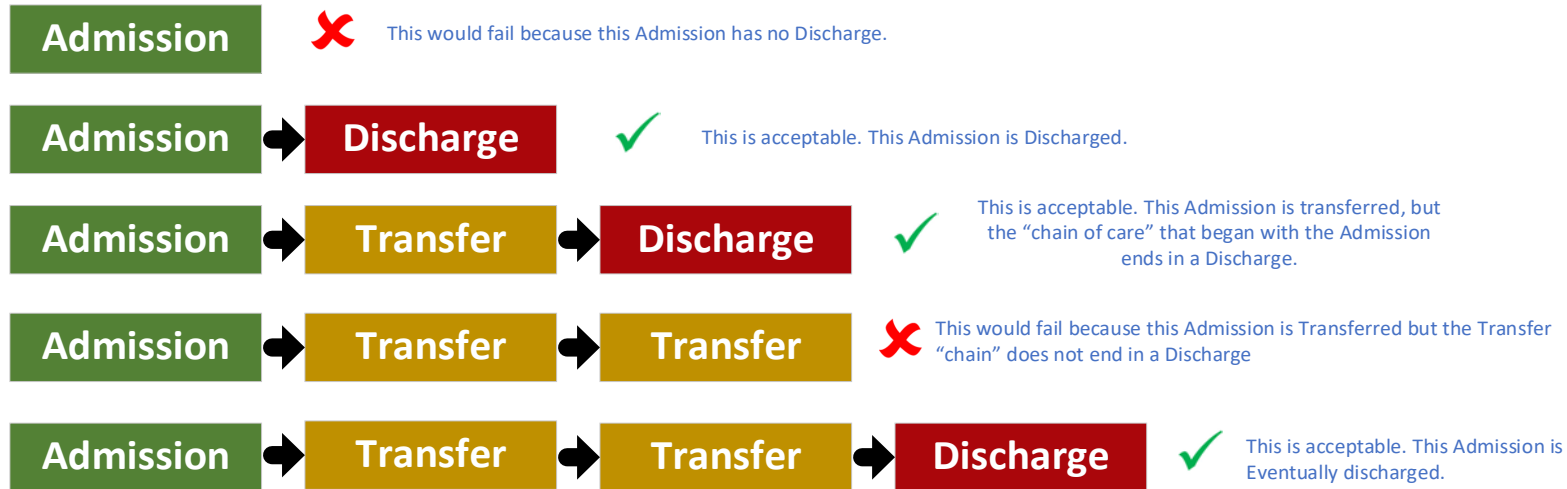 Admission
This would fail because this Admission has no Discharge.
Admission
Discharge
This is acceptable. This Admission is Discharged.
Admission
Transfer
Discharge
This is acceptable. This Admission is transferred, but
the “chain of care” that began with the Admission
ends in a Discharge.
Admission
Transfer
Transfer
This would fail because this Admission is Transferred but the Transfer
“chain” does not end in a Discharge
Admission
Transfer
Transfer
Discharge
This is acceptable. This Admission is
Eventually discharged.